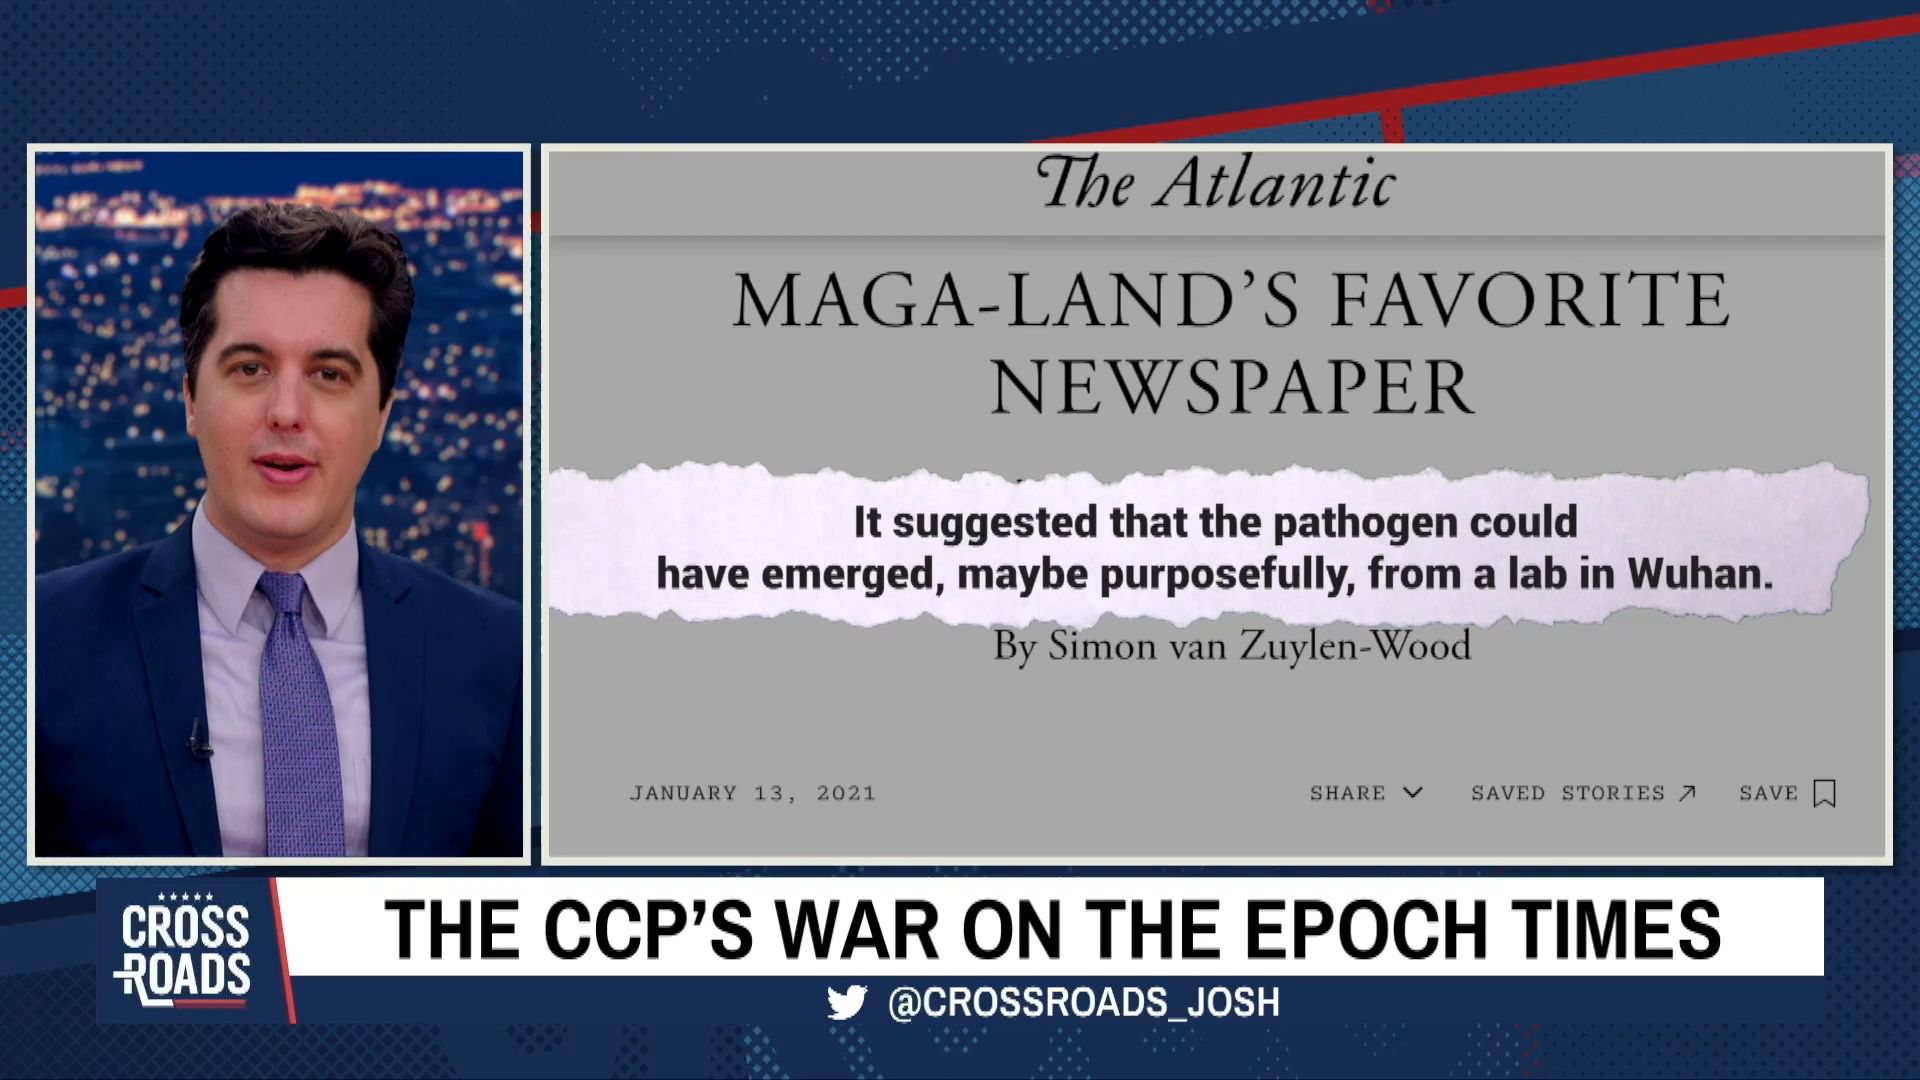 The Atlantic
MAGA-LAND'S FAVORITE
NEWSPAPER
It suggested that the pathogen could
have emerged, maybe purposefully, from a lab in Wuhan.
By Simon van Zuylen-Wood
JANUARY 13, 2021
SHARE
SAVED STORIES
SAVE
CROSS
ROADS
THE CCP'S WAR ON THE EPOCH TIMES
@CROSSROADS_JOSH